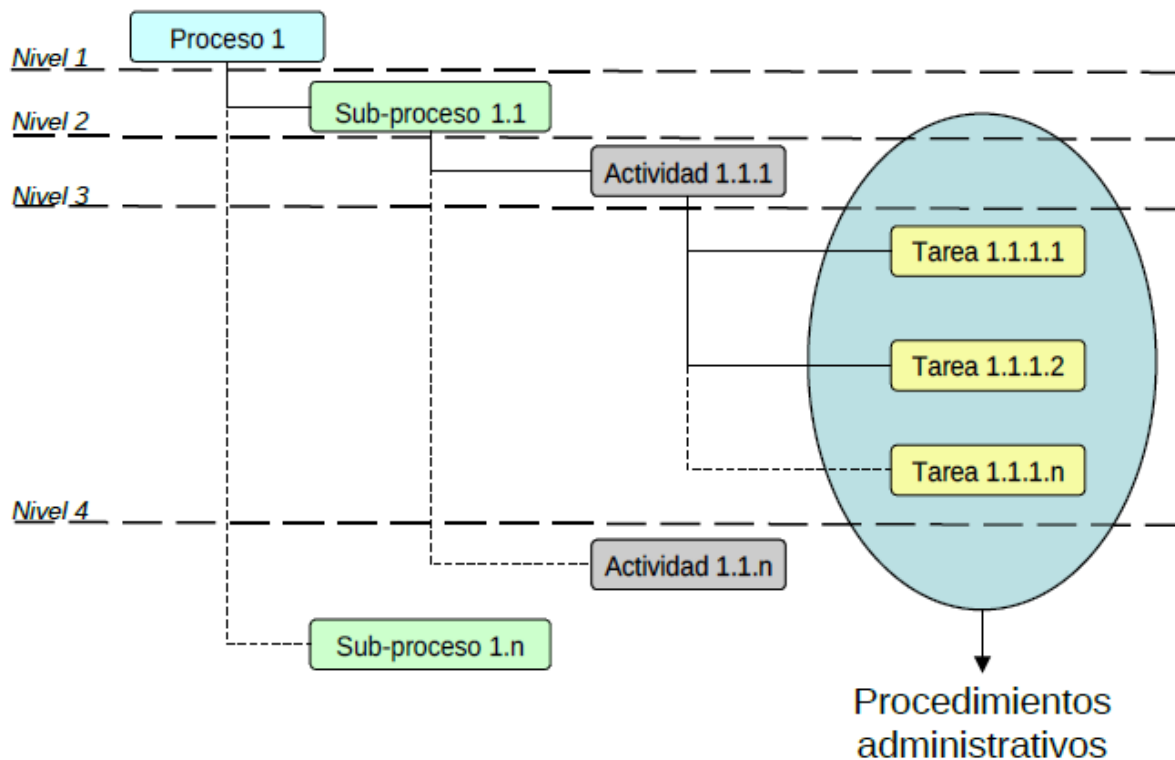 Proceso 1
Nivel 1
Sub-proceso 1.1
Nivel 2
Actividad 1.1.1
Nivel 3
Tarea 1.1.1.1
Tarea 1.1.1.2
Tarea 1.1.1.n
Nivel 4
Actividad 1.1.n
Sub-proceso 1.n
Procedimientos
administrativos